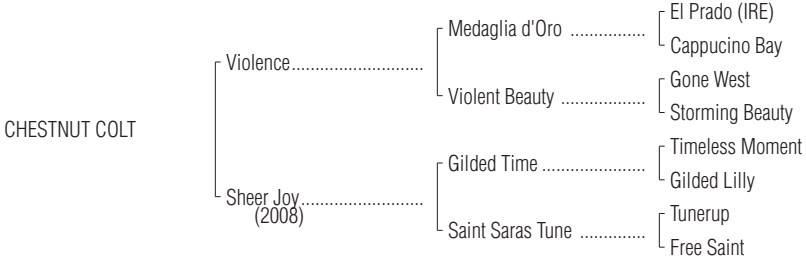 El Prado (IRE)
Medaglia d'Oro ................
Cappucino Bay
Violence............................
Gone West
Violent Beauty ..................
Storming Beauty
CHESTNUT COLT
Timeless Moment
Gilded Time ......................
Gilded Lilly
Sheer Joy..........................
(2008)
Tunerup
Saint Saras Tune ..............
Free Saint